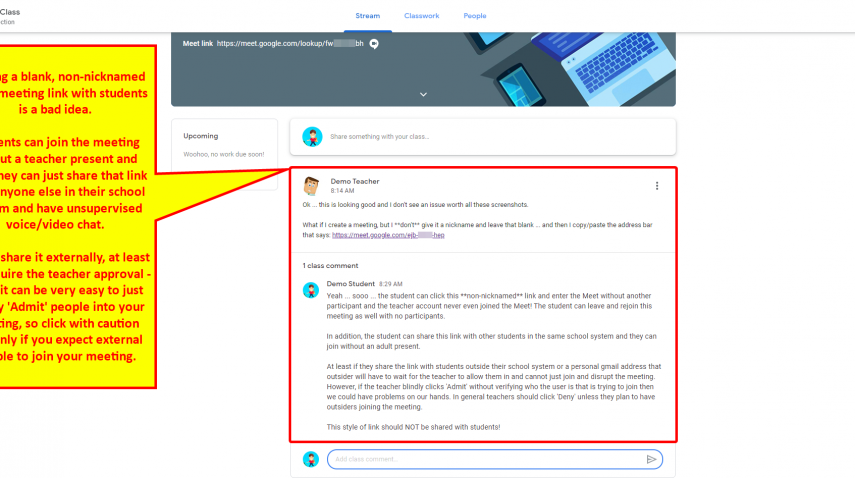 Class
ction
Stream Classwork People
Meet link https://meet.google.com/lookup/fw bh
g a blank, non-nicknamed
meeting link with students
is a bad idea.
ents can join the meeting
ut a teacher present and
hey can just share that link
nyone else in their school
m and have unsupervised
voice/video chat.
share it externally, at least
uire the teacher approval -
it can be very easy to just
y 'Admit' people into your
ing, so click with caution
nly if you expect external
ple to join your meeting.
Upcoming
Woohoo, no work due soon!
Share something with your class...
Demo Teacher
8:14 AM
Ok ... this is looking good and I don't see an issue worth all these screenshots.
What if I create a meeting, but I **don't** give it a nickname and leave that blank ... and then I copy/paste the address bar
that says: https://meet.google.com/ejb- -hep
1 class comment
Demo Student 8:29 AM
Yeah ... sooo ... the student can click this **non-nicknamed** link and enter the Meet without another
participant and the teacher account never even joined the Meet! The student can leave and rejoin this
meeting as well with no participants.
In addition, the student can share this link with other students in the same school system and they can
join without an adult present.
At least if they share the link with students outside their school system or a personal gmail address that
outsider will have to wait for the teacher to allow them in and cannot just join and disrupt the meeting.
However, if the teacher blindly clicks 'Admit' without verifying who the user is that is trying to join then
we could have problems on our hands. In general teachers should click 'Deny' unless they plan to have
outsiders joining the meeting.
This style of link should NOT be shared with students!
Add class comment...